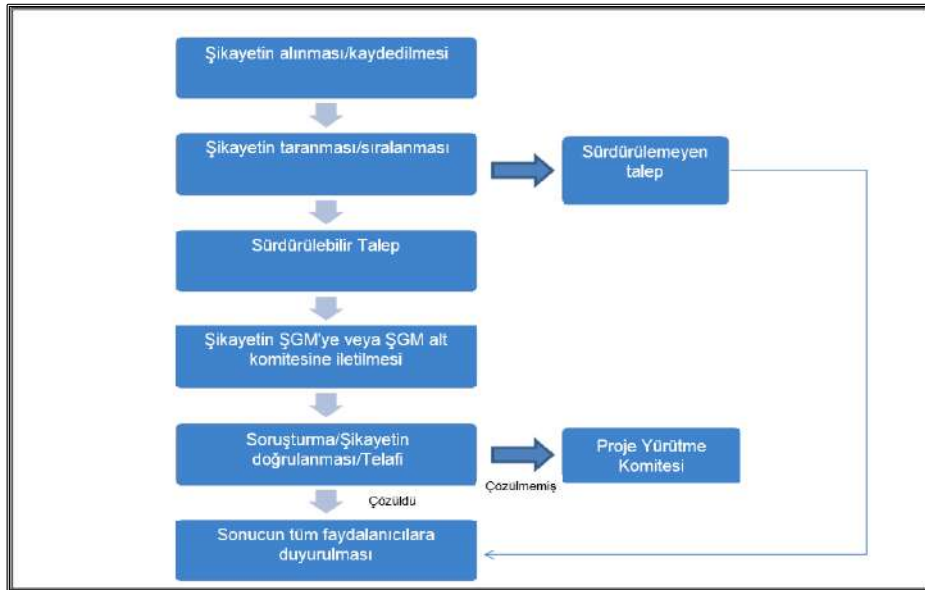 Şikayetin alınması/kaydedilmesi
Şikayetin taranması/sıralanması
Sürdürülemeyen
talep
Sürdürülebilir Talep
Şikayetin ŞGM'ye veya ŞGM alt
komitesine iletilmesi
Soruşturma/Şikayetin
doğrulanması/Telafi
Proje Yürütme
Komitesi
Çözülmemiş
Çözüldü
Sonucun tüm faydalanıcılara
duyurulması